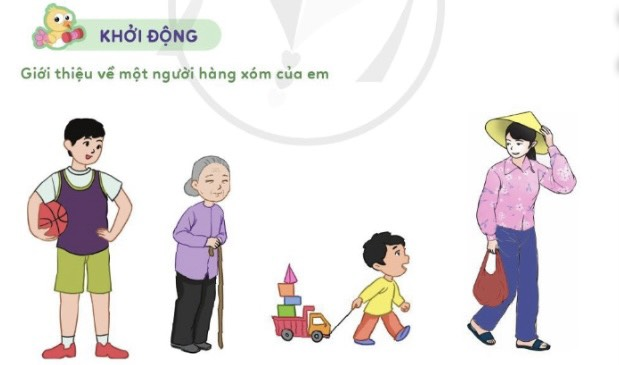 KHỞI ĐỘNG
Giới thiệu về một người hàng xóm của em